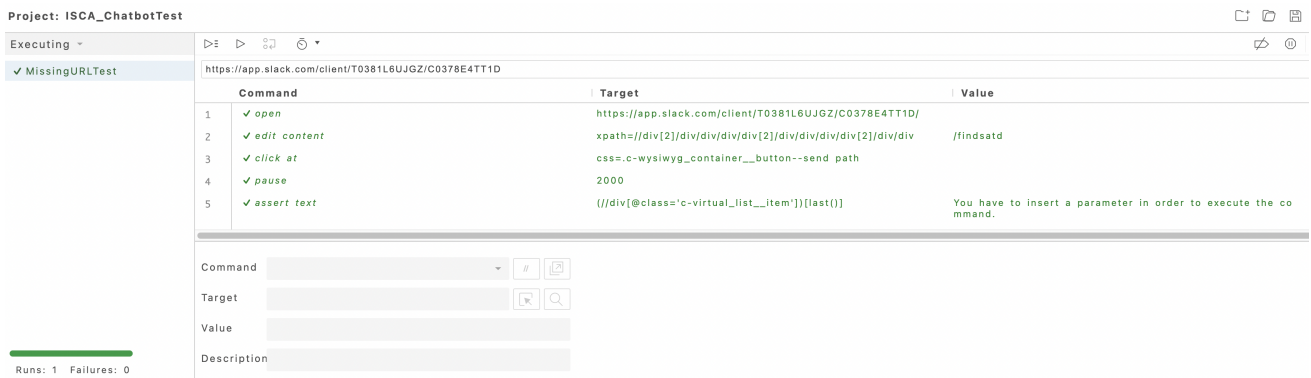 Project: ISCA_ChatbotTest
Executing
✓ MissingURLTest
https://app.slack.com/client/T0381L6UJGZ/C0378E4TT1D
Command Target Value
1 ✓ open https://app.slack.com/client/T0381L6UJGZ/C0378E4TT1D/
2 ✓ edit content xpath=//div[2]/div/div/div/div[2]/div/div/div/div[2]/div/div /findsatd
3 ✓ click at css=.c-wysiwyg_container__button--send path
4 ✓ pause 2000
5 ✓ assert text (//div[@class='c-virtual_list__item'])[last()] You have to insert a parameter in order to execute the co
mmand.
Command //
Target
Value
Description
Runs: 1 Failures: 0